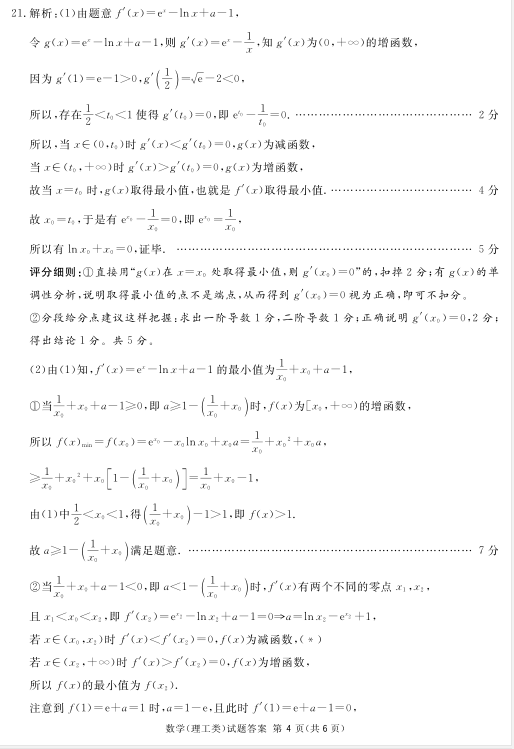 21. 解析:(1)由题意 f′(x)=eˣ-ln x+a-1,
令 g(x)=eˣ-ln x+a-1,则 g′(x)=eˣ-1/x,知 g′(x)为(0,+∞)的增函数,
因为 g′(1)=e-1>0,g′(1/2)=√e-2<0,
所以,存在1/2<t₀<1 使得 g′(t₀)=0,即 e^{t₀}-1/t₀=0. ………………………………………… 2 分
所以,当 x∈(0,t₀)时 g′(x)<g′(t₀)=0,g(x)为减函数,
当 x∈(t₀,+∞)时 g′(x)>g′(t₀)=0,g(x)为增函数,
故当 x=t₀ 时,g(x)取得最小值,也就是 f′(x)取得最小值. ………………………………… 4 分
故 x₀=t₀,于是有 e^{x₀}-1/x₀=0,即 e^{x₀}=1/x₀,
所以有 ln x₀+x₀=0,证毕. ……………………………………………………………………… 5 分
评分细则:①直接用“g(x)在 x=x₀ 处取得最小值,则 g′(x₀)=0”的,扣掉 2 分;有 g(x)的单
调性分析,说明取得最小值的点不是端点,从而得到 g′(x₀)=0 视为正确,即可不扣分。
②分段给分点建议这样把握:求出一阶导数 1 分,二阶导数 1 分;正确说明 g′(x₀)=0,2 分;
得出结论 1 分。共 5 分。
(2)由(1)知,f′(x)=eˣ-ln x+a-1 的最小值为1/x₀+x₀+a-1,
①当1/x₀+x₀+a-1≥0,即 a≥1-(1/x₀+x₀)时,f(x)为[x₀,+∞)的增函数,
所以 f(x)_{min}=f(x₀)=e^{x₀}-x₀ln x₀+x₀a=1/x₀+x₀²+x₀a,
≥1/x₀+x₀²+x₀[1-(1/x₀+x₀)]=1/x₀+x₀-1,
由(1)中1/2<x₀<1,得(1/x₀+x₀)-1>1,即 f(x)>1.
故 a≥1-(1/x₀+x₀)满足题意. …………………………………………………………………… 7 分
②当1/x₀+x₀+a-1<0,即 a<1-(1/x₀+x₀)时,f′(x)有两个不同的零点 x₁,x₂,
且 x₁<x₀<x₂,即 f′(x₂)=e^{x₂}-ln x₂+a-1=0⇒a=ln x₂-e^{x₂}+1,
若 x∈(x₀,x₂)时 f′(x)<f′(x₂)=0,f(x)为减函数,(*)
若 x∈(x₂,+∞)时 f′(x)>f′(x₂)=0,f(x)为增函数,
所以 f(x)的最小值为 f(x₂).
注意到 f(1)=e+a=1 时,a=1-e,且此时 f′(1)=e+a-1=0,
数学(理工类)试题答案 第 4 页(共 6 页)